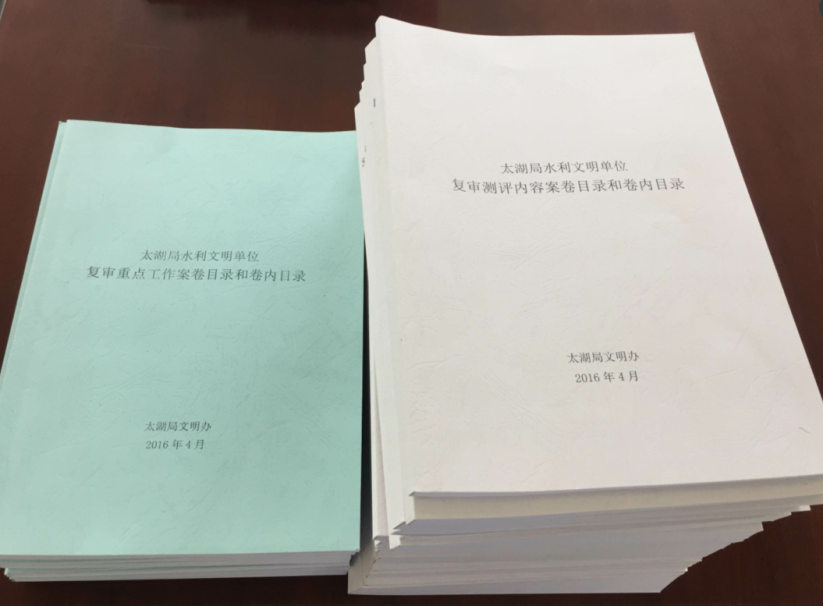 太湖局水利文明单位
复审重点工作案卷目录和卷内目录
太湖局文明办
2016年4月
太湖局水利文明单位
复审测评内容案卷目录和卷内目录
太湖局文明办
2016年4月